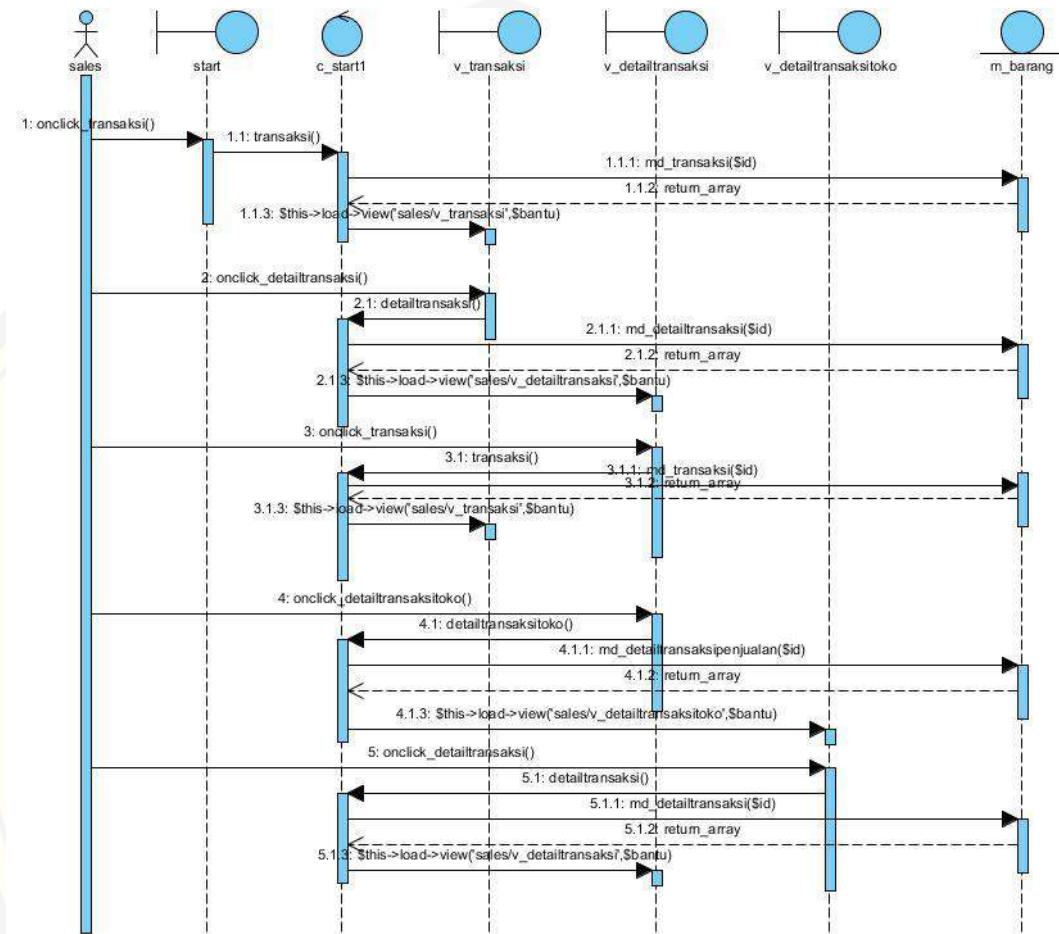 sales
start
c_start1
v_transaksi
v_detailtransaksi
v_detailtransaksitoko
m_barang
1: onclick_transaksi()
1.1: transaksi()
1.1.1: md_transaksi($id)
1.1.2: return_array
1.1.3: $this->load->view('sales/v_transaksi',$bantu)
2: onclick_detailtransaksi()
2.1: detailtransaksi()
2.1.1: md_detailtransaksi($id)
2.1.2: return_array
2.1.3: $this->load->view('sales/v_detailtransaksi',$bantu)
3: onclick_transaksi()
3.1: transaksi()
3.1.1: md_transaksi($id)
3.1.2: return_array
3.1.3: $this->load->view('sales/v_transaksi',$bantu)
4: onclick_detailtransaksitoko()
4.1: detailtransaksitoko()
4.1.1: md_detailtransaksipenjualan($id)
4.1.2: return_array
4.1.3: $this->load->view('sales/v_detailtransaksitoko',$bantu)
5: onclick_detailtransaksi()
5.1: detailtransaksi()
5.1.1: md_detailtransaksi($id)
5.1.2: return_array
5.1.3: $this->load->view('sales/v_detailtransaksi',$bantu)